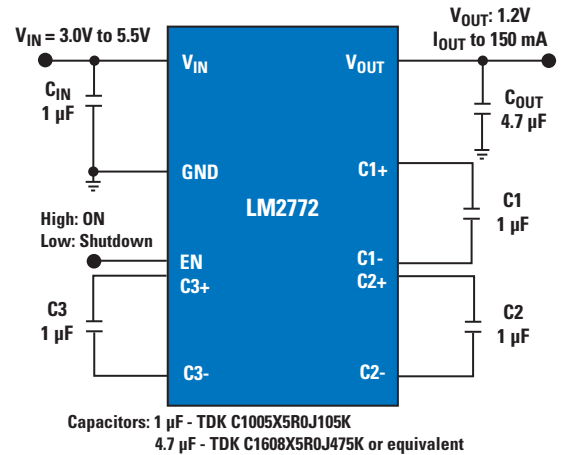 VIN = 3.0V to 5.5V
VOUT: 1.2V
IOUT to 150 mA
VIN
VOUT
CIN
1 µF
COUT
4.7 µF
GND
C1+
LM2772
C1
1 µF
High: ON
Low: Shutdown
EN
C1-
C3+
C2+
C3
1 µF
C2
1 µF
C3-
C2-
Capacitors: 1 µF - TDK C1005X5R0J105K
4.7 µF - TDK C1608X5R0J475K or equivalent